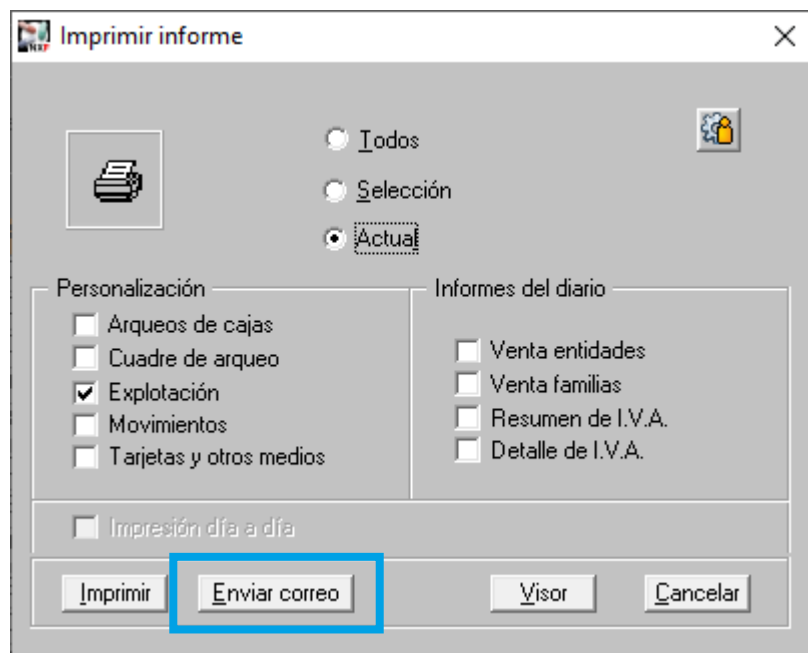 Imprimir informe
Todos
Selección
Actual
Personalización
Arqueos de cajas
Cuadre de arqueo
Explotación
Movimientos
Tarjetas y otros medios
Informes del diario
Venta entidades
Venta familias
Resumen de I.V.A.
Detalle de I.V.A.
Impresión día a día
Imprimir
Enviar correo
Visor
Cancelar